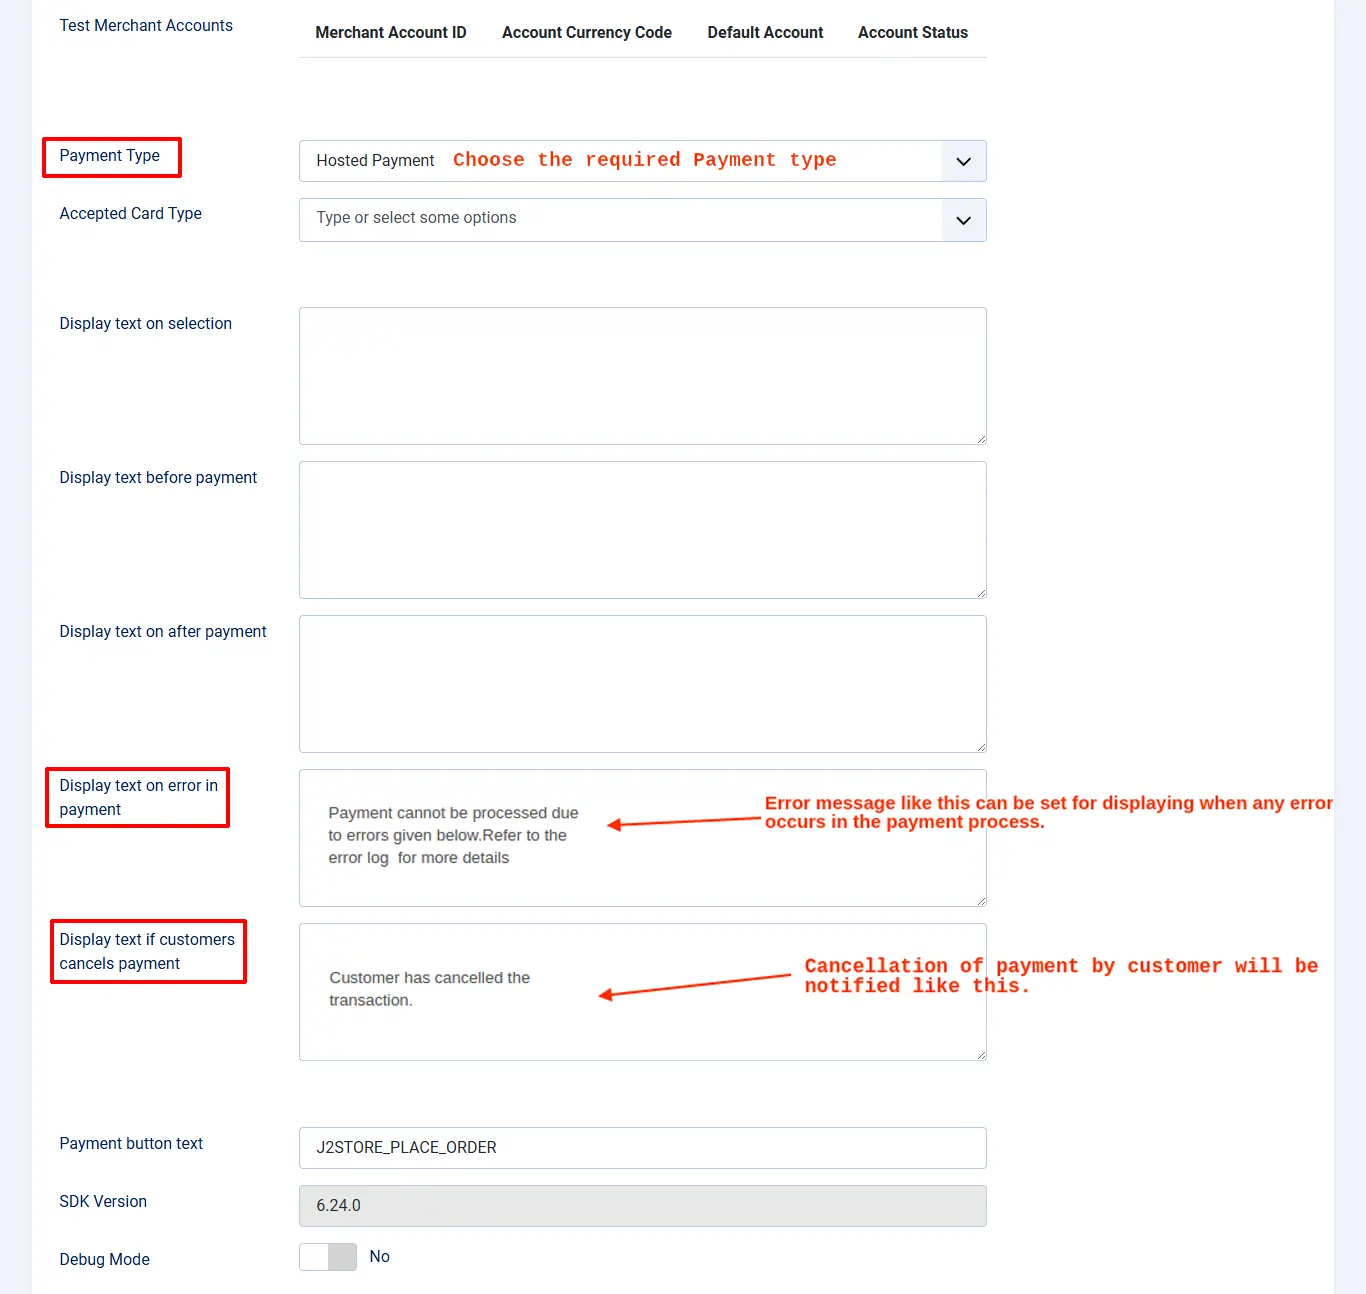 Test Merchant Accounts
Merchant Account ID Account Currency Code Default Account Account Status
Payment Type
Hosted Payment Choose the required Payment type
Accepted Card Type
Type or select some options
Display text on selection
Display text before payment
Display text on after payment
Display text on error in
payment
Payment cannot be processed due
to errors given below.Refer to the
error log  for more details
Error message like this can be set for displaying when any error
occurs in the payment process.
Display text if customers
cancels payment
Customer has cancelled the
transaction.
Cancellation of payment by customer will be
notified like this.
Payment button text
J2STORE_PLACE_ORDER
SDK Version
6.24.0
Debug Mode
No